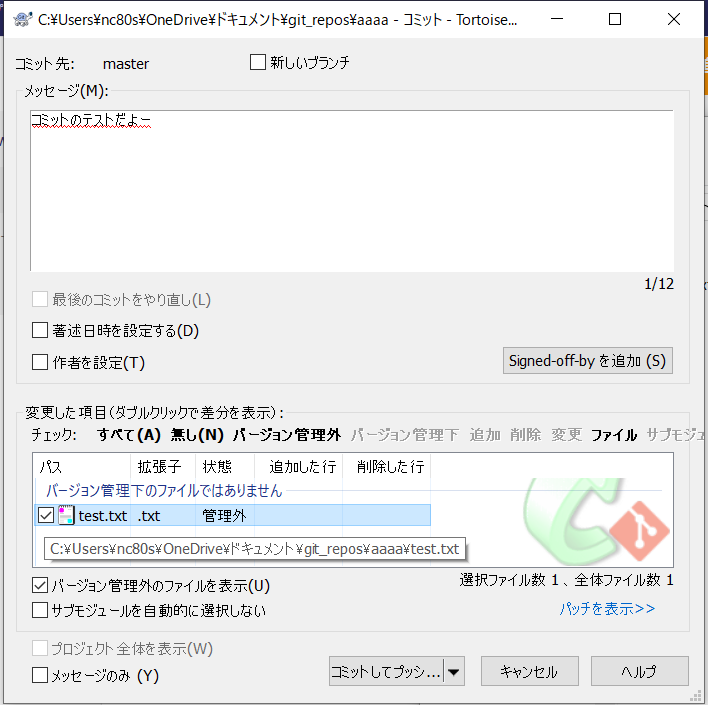 C:¥Users¥nc80s¥OneDrive¥ドキュメント¥git_repos¥aaaa - コミット - Tortoise...
コミット先: master 新しいブランチ
メッセージ(M):
コミットのテストだよー
1/12
最後のコミットをやり直し(L)
著述日時を設定する(D)
作者を設定(T)
Signed-off-by を追加 (S)
変更した項目(ダブルクリックで差分を表示):
チェック: すべて(A) 無し(N) バージョン管理外 バージョン管理下 追加 削除 変更 ファイル サブモジュ
パス 拡張子 状態 追加した行 削除した行
バージョン管理下のファイルではありません
test.txt .txt 管理外
C:¥Users¥nc80s¥OneDrive¥ドキュメント¥git_repos¥aaaa¥test.txt
バージョン管理外のファイルを表示(U) 選択ファイル数 1 、全体ファイル数 1
サブモジュールを自動的に選択しない パッチを表示>>
プロジェクト全体を表示(W)
メッセージのみ (Y) コミットしてプッシ... キャンセル ヘルプ